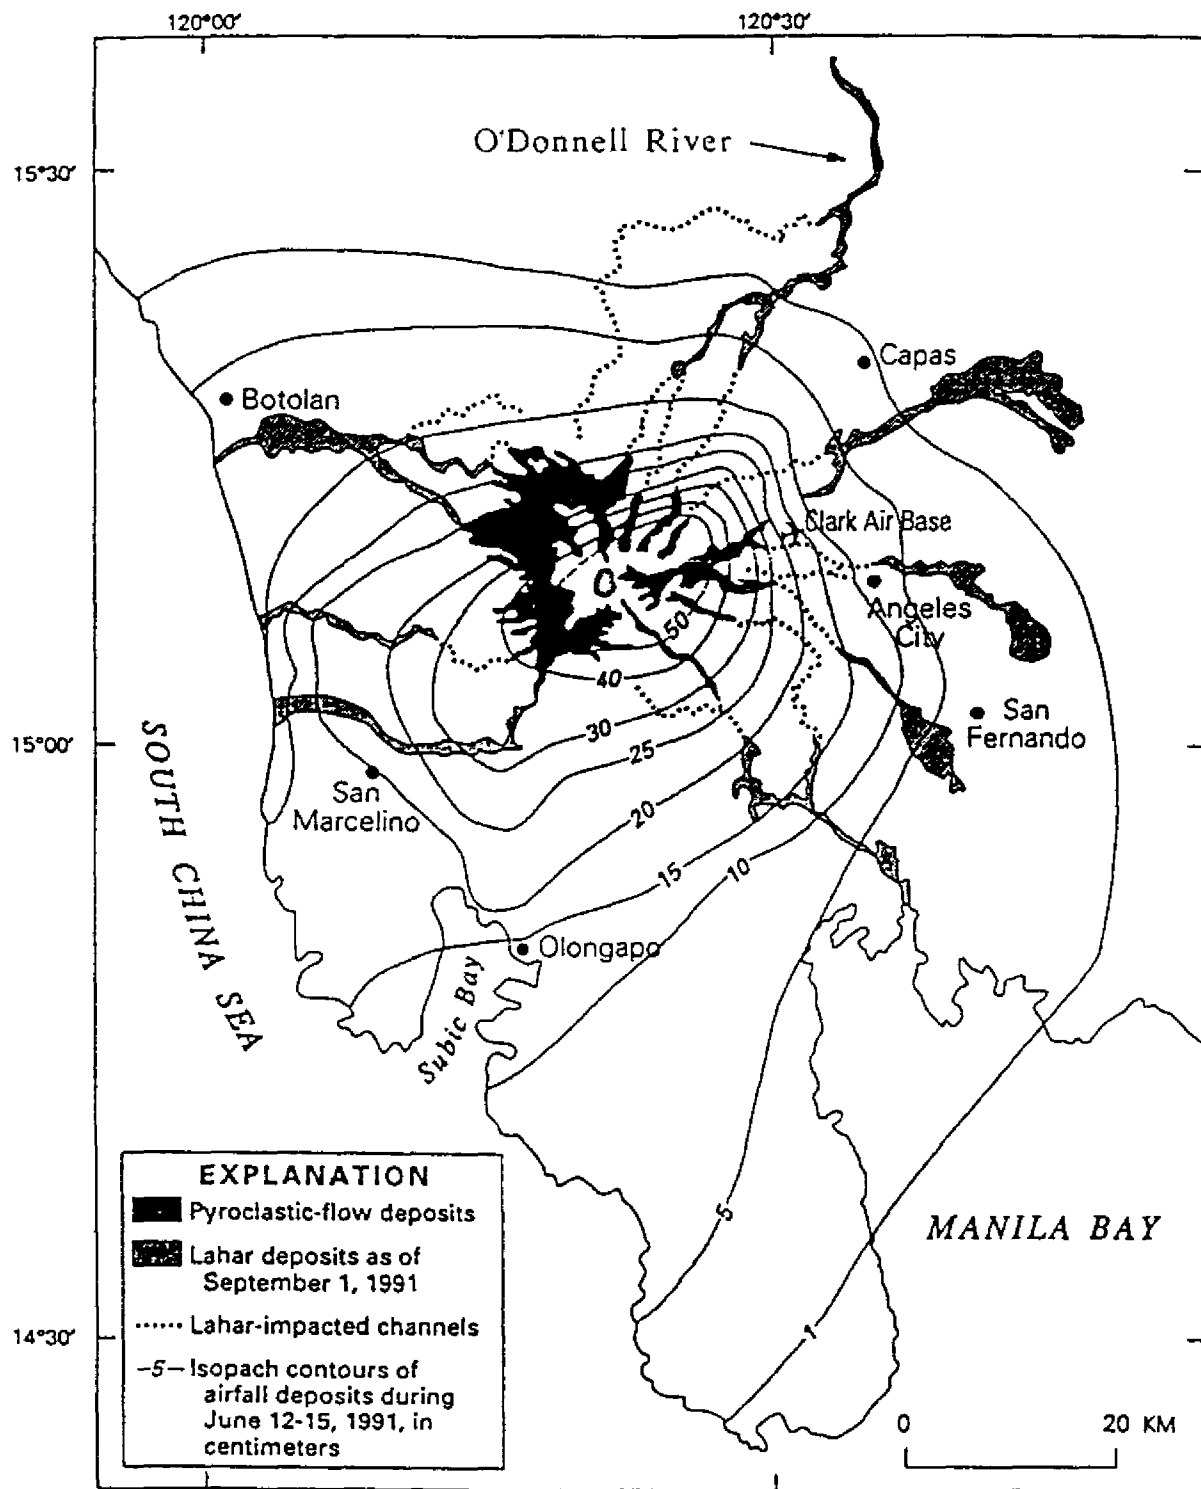 120°00′
120°30′
O'Donnell River
15°30′
Capas
Botolan
Clark Air Base
Angeles
City
50
40
San
Fernando
30
15°00′
25
San
Marcelino
20
15
10
SOUTH CHINA SEA
Olongapo
Subic Bay
EXPLANATION
Pyroclastic-flow deposits
Lahar deposits as of
September 1, 1991
Lahar-impacted channels
–5– Isopach contours of
airfall deposits during
June 12-15, 1991, in
centimeters
5
MANILA BAY
1
14°30′
0 20 KM